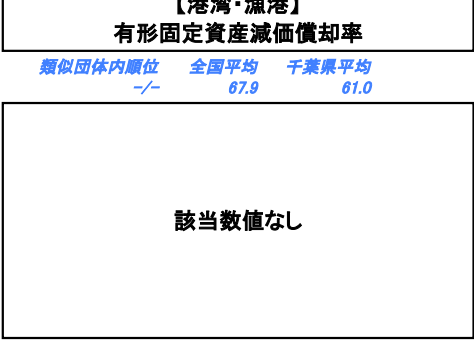 【港湾・漁港】
有形固定資産減価償却率
類似団体内順位 全国平均 千葉県平均
-/- 67.9 61.0
該当数値なし